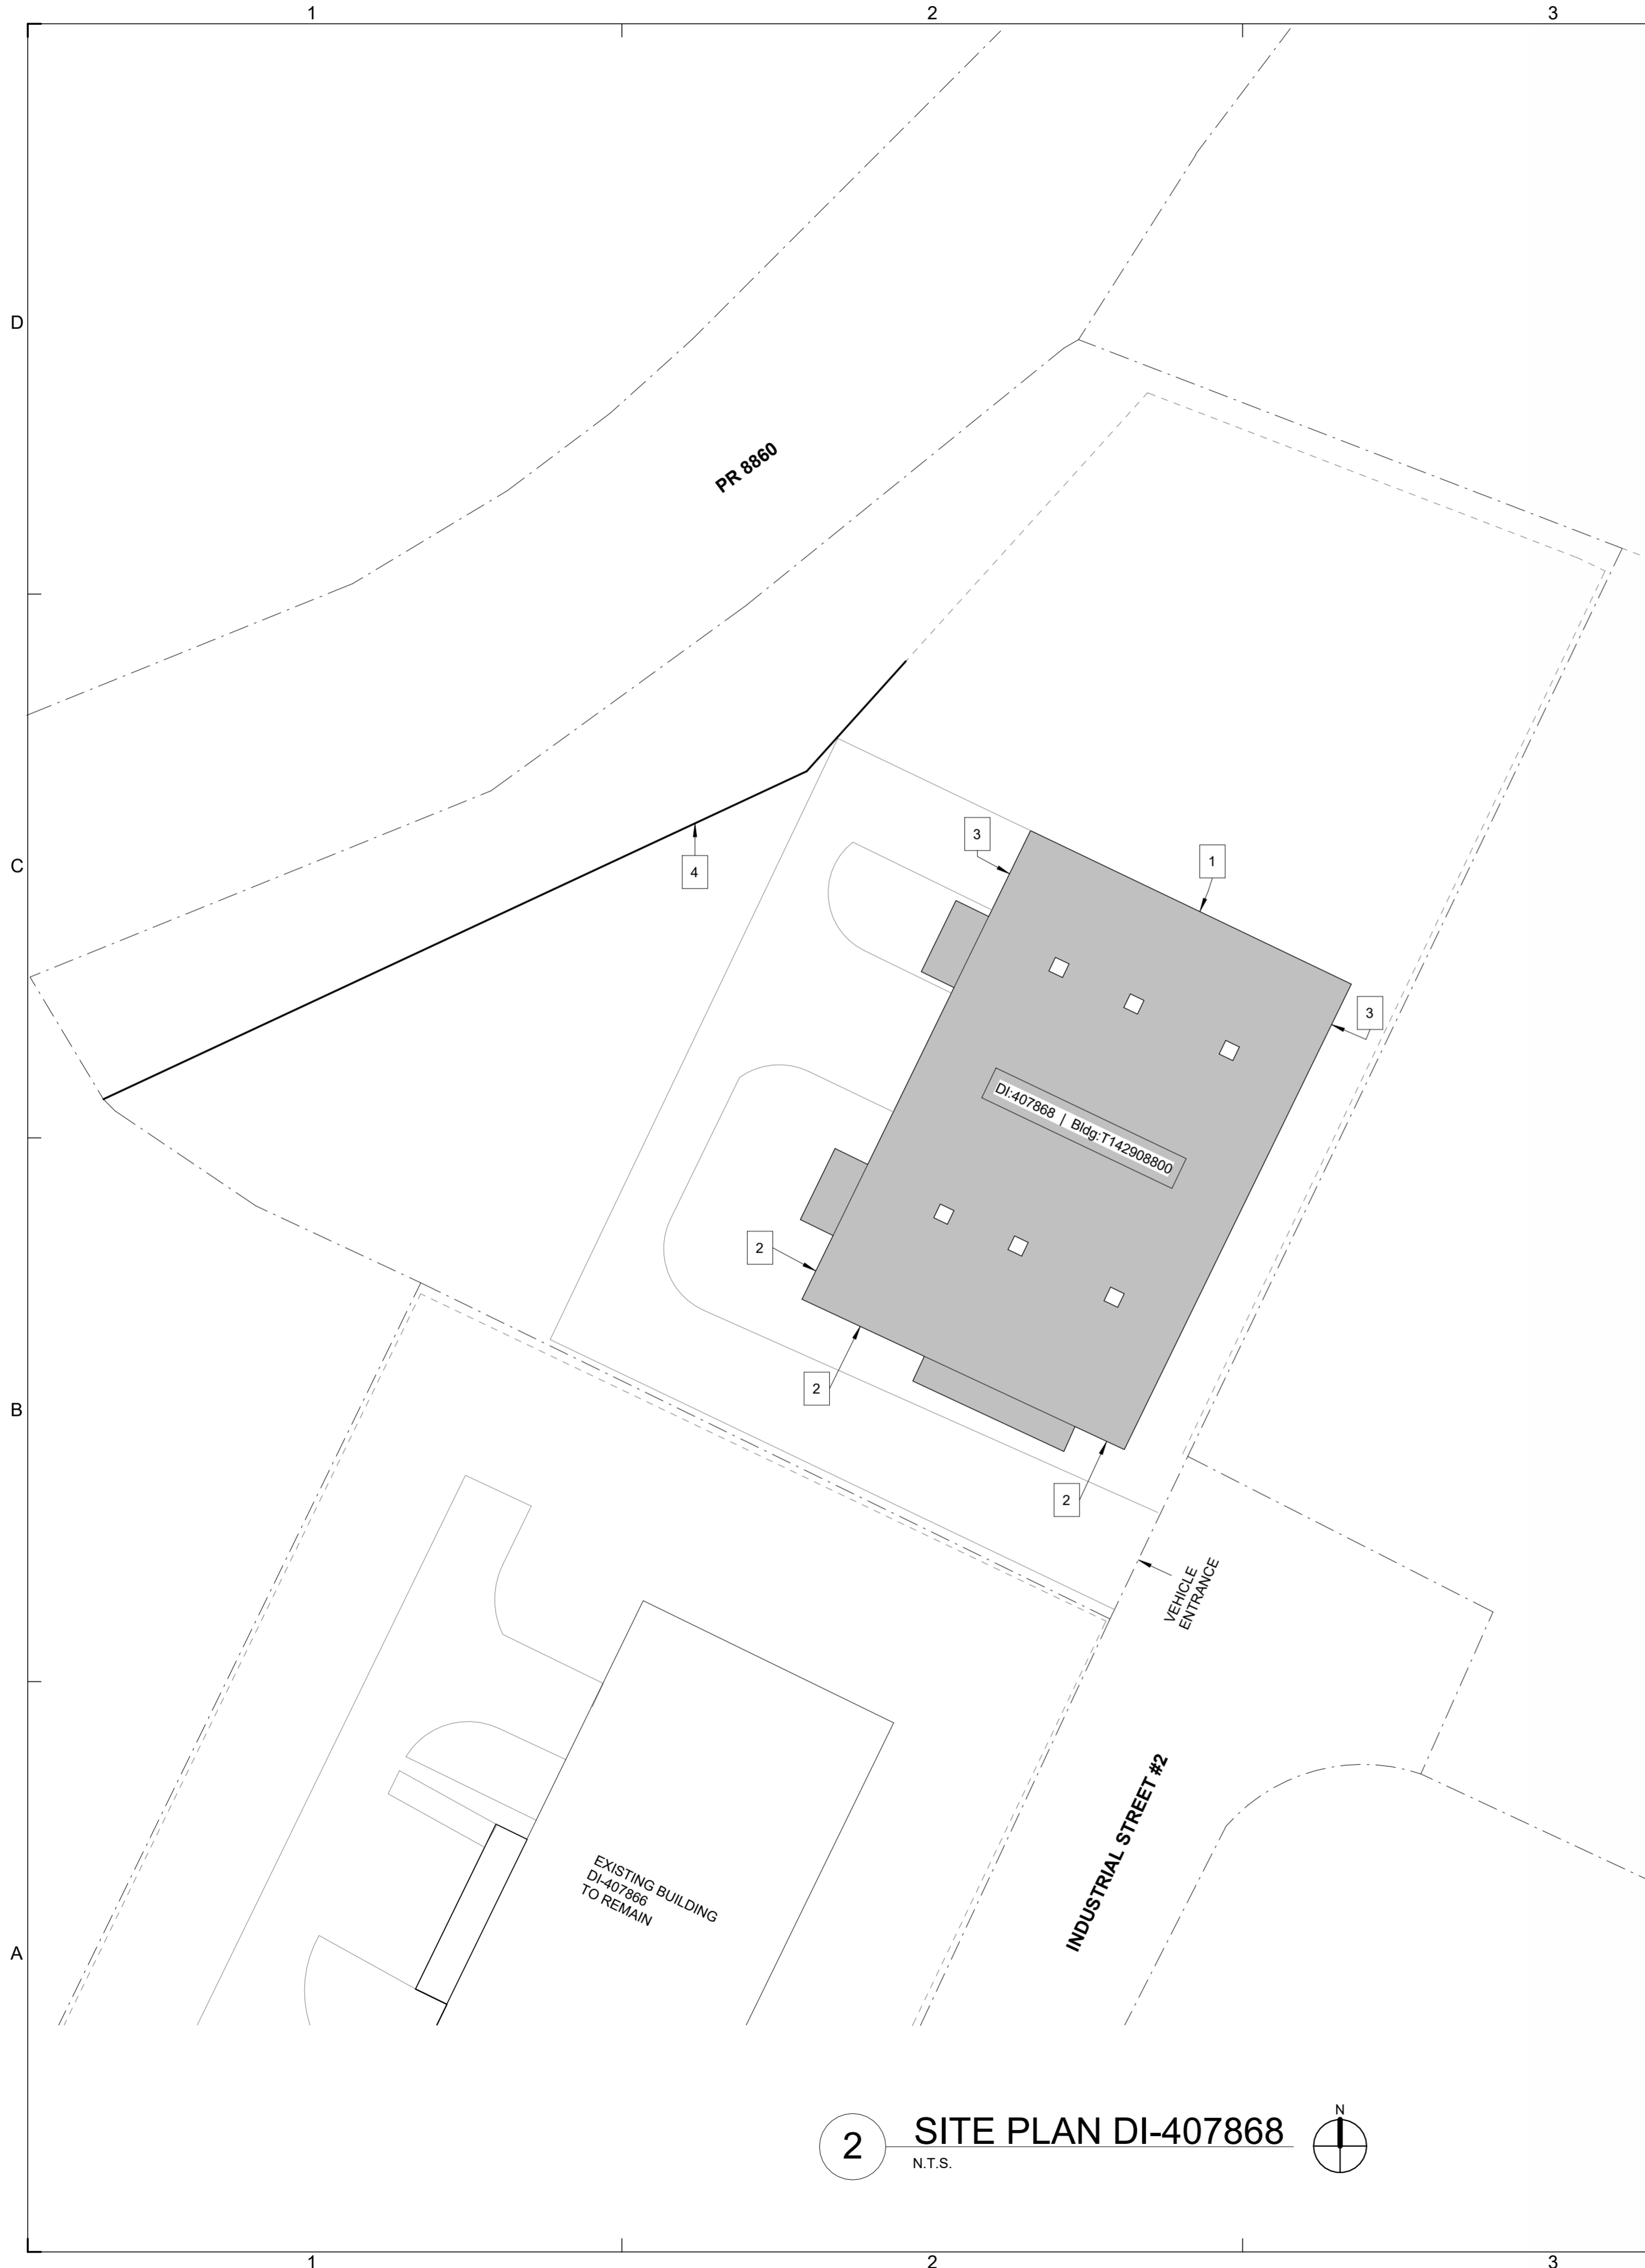 1
2
3
D
PR 8860
C
3
1
4
3
DI:407868 | Bldg:T142908800
2
2
B
2
VEHICLE
ENTRANCE
INDUSTRIAL STREET #2
EXISTING BUILDING
DI-407866
TO REMAIN
A
2
SITE PLAN DI-407868
N.T.S.
N
1
2
3